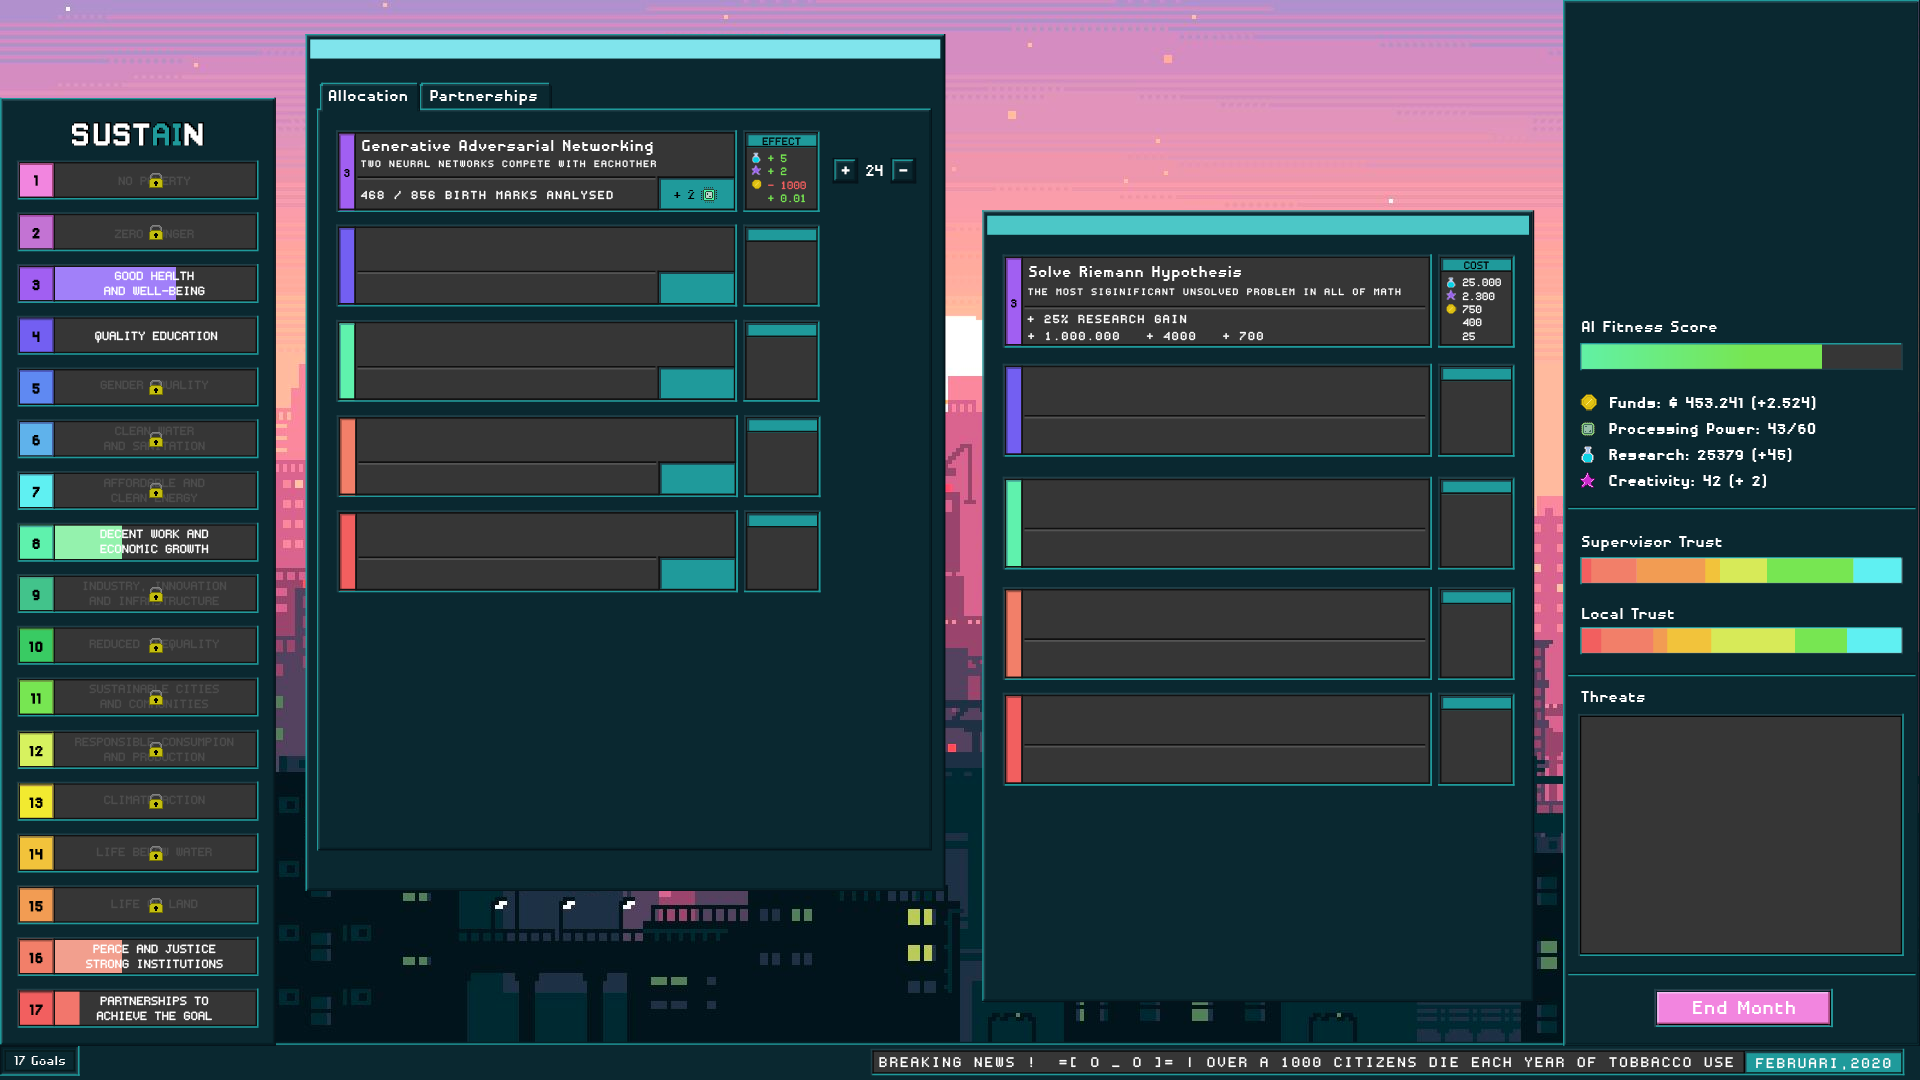 SUSTAIN
1
NO POVERTY
2
ZERO HUNGER
3
GOOD HEALTH
AND WELL-BEING
4
QUALITY EDUCATION
5
GENDER EQUALITY
6
CLEAN WATER
AND SANITATION
7
AFFORDABLE AND
CLEAN ENERGY
8
DECENT WORK AND
ECONOMIC GROWTH
9
INDUSTRY, INNOVATION
AND INFRASTRUCTURE
10
REDUCED INEQUALITY
11
SUSTAINABLE CITIES
AND COMMUNITIES
12
RESPONSIBLE CONSUMPION
AND PRODUCTION
13
CLIMATE ACTION
14
LIFE BELOW WATER
15
LIFE ON LAND
16
PEACE AND JUSTICE
STRONG INSTITUTIONS
17
PARTNERSHIPS TO
ACHIEVE THE GOAL
17 Goals
Allocation
Partnerships
3
Generative Adversarial Networking
TWO NEURAL NETWORKS COMPETE WITH EACHOTHER
468 / 856 BIRTH MARKS ANALYSED
+ 2
EFFECT
+ 5
+ 2
- 1000
+ 0.01
+ 24 -
3
Solve Riemann Hypothesis
THE MOST SIGINIFICANT UNSOLVED PROBLEM IN ALL OF MATH
+ 25% RESEARCH GAIN
+ 1.000.000 + 4000 + 700
COST
25.000
2.300
750
400
25
AI Fitness Score
Funds: $ 453.241 (+2.524)
Processing Power: 43/60
Research: 25379 (+45)
Creativity: 42 (+ 2)
Supervisor Trust
Local Trust
Threats
End Month
BREAKING NEWS ! =[ O _ O ]= | OVER A 1000 CITIZENS DIE EACH YEAR OF TOBBACCO USE
FEBRUARI,2020